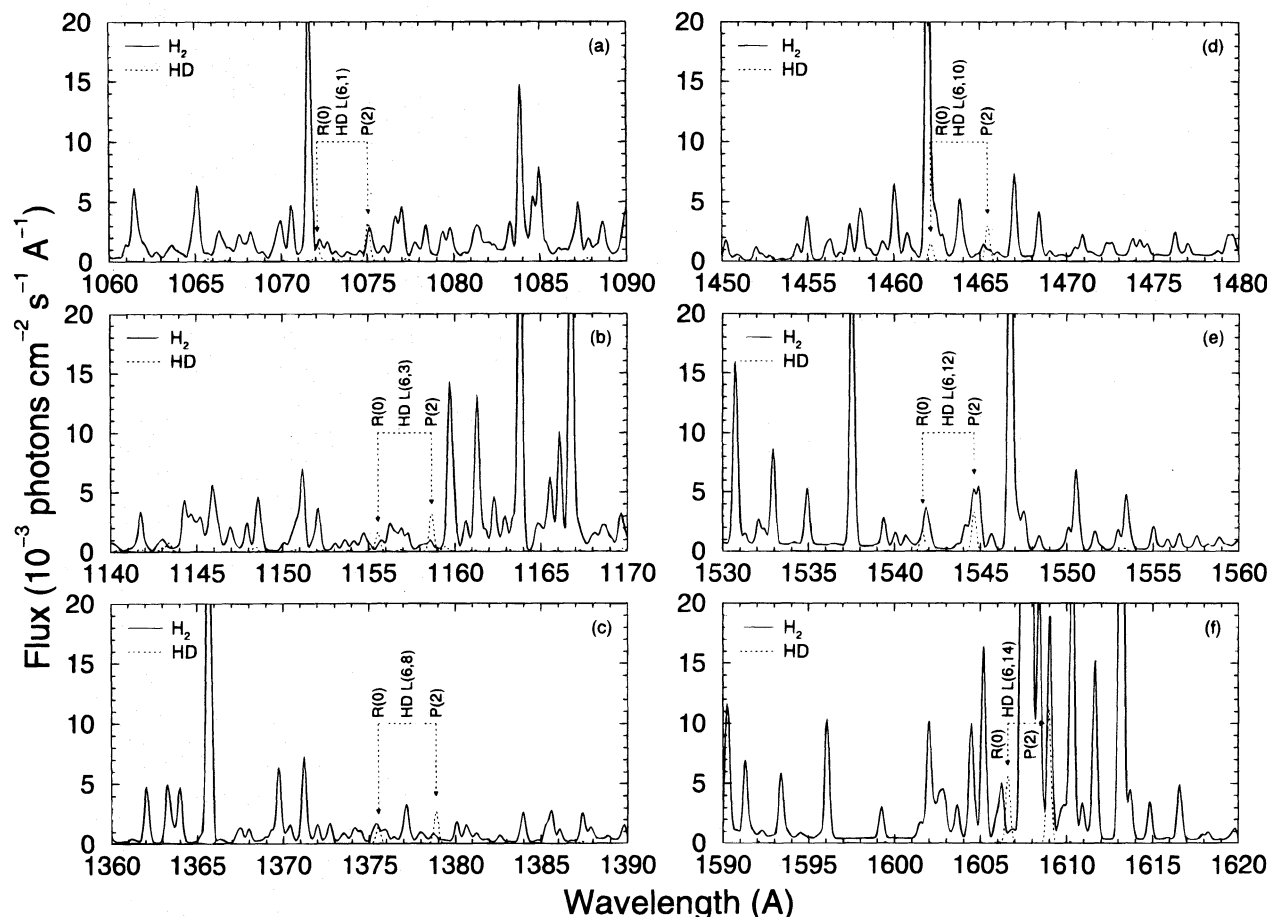 Flux (10⁻³ photons cm⁻² s⁻¹ A⁻¹)
Wavelength (A)
(a)
H₂
HD
R(0)
HD L(6,1)
P(2)
20
15
10
5
0
1060 1065 1070 1075 1080 1085 1090
(b)
H₂
HD
R(0)
HD L(6,3)
P(2)
20
15
10
5
0
1140 1145 1150 1155 1160 1165 1170
(c)
H₂
HD
R(0)
HD L(6,8)
P(2)
20
15
10
5
0
1360 1365 1370 1375 1380 1385 1390
(d)
H₂
HD
R(0)
HD L(6,10)
P(2)
20
15
10
5
0
1450 1455 1460 1465 1470 1475 1480
(e)
H₂
HD
R(0)
HD L(6,12)
P(2)
20
15
10
5
0
1530 1535 1540 1545 1550 1555 1560
(f)
H₂
HD
R(0)
HD L(6,14)
P(2)
20
15
10
5
0
1590 1595 1600 1605 1610 1615 1620